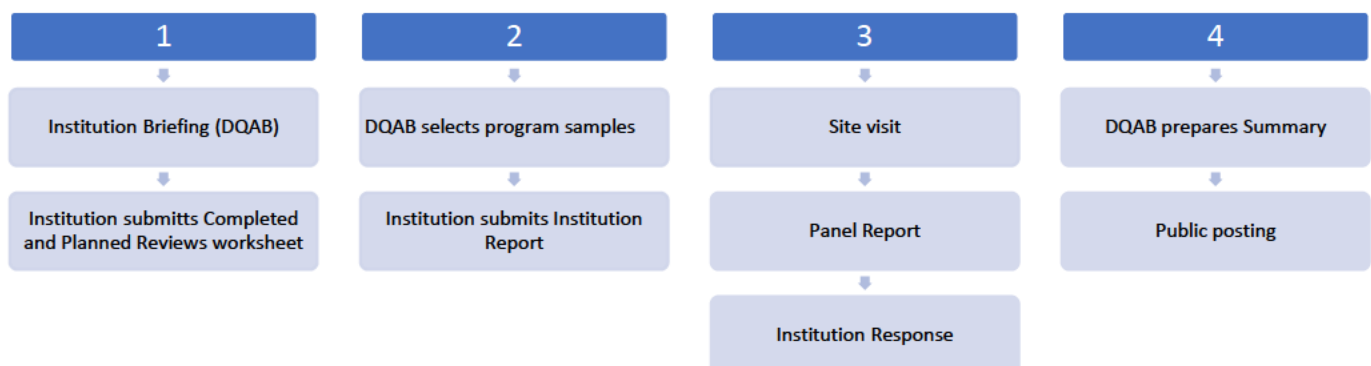 1
Institution Briefing (DQAB)
Institution submitts Completed
and Planned Reviews worksheet
2
DQAB selects program samples
Institution submits Institution
Report
3
Site visit
Panel Report
Institution Response
4
DQAB prepares Summary
Public posting